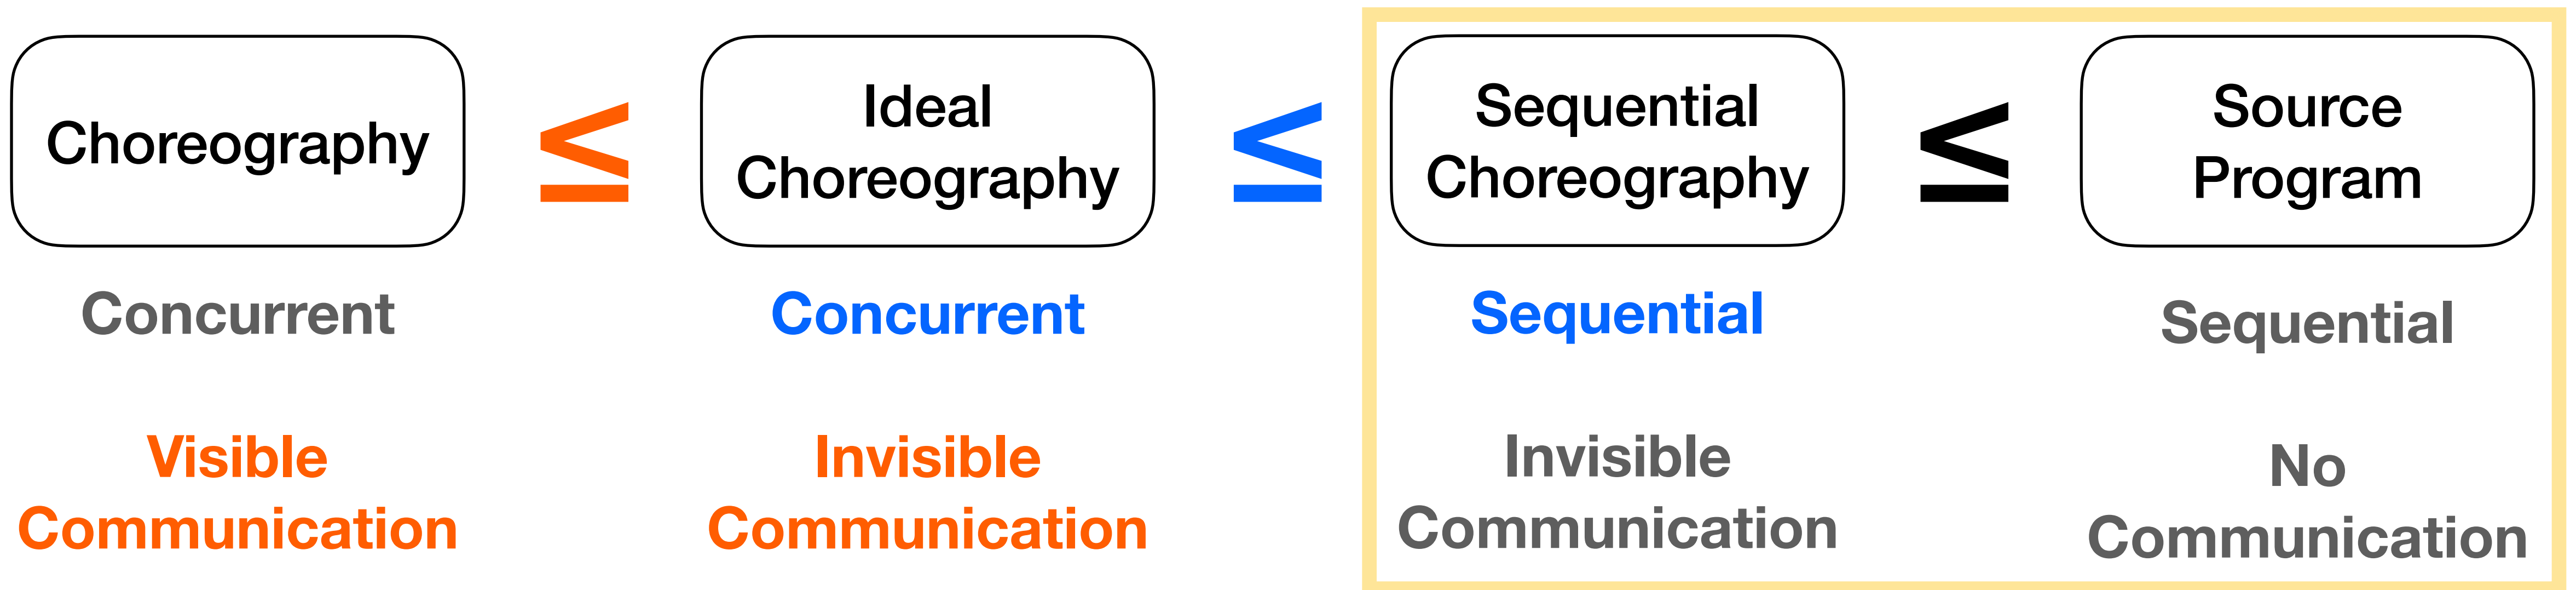 Choreography
≤
Ideal
Choreography
≤
Sequential
Choreography
≤
Source
Program
Concurrent
Concurrent
Sequential
Sequential
Visible
Communication
Invisible
Communication
Invisible
Communication
No
Communication